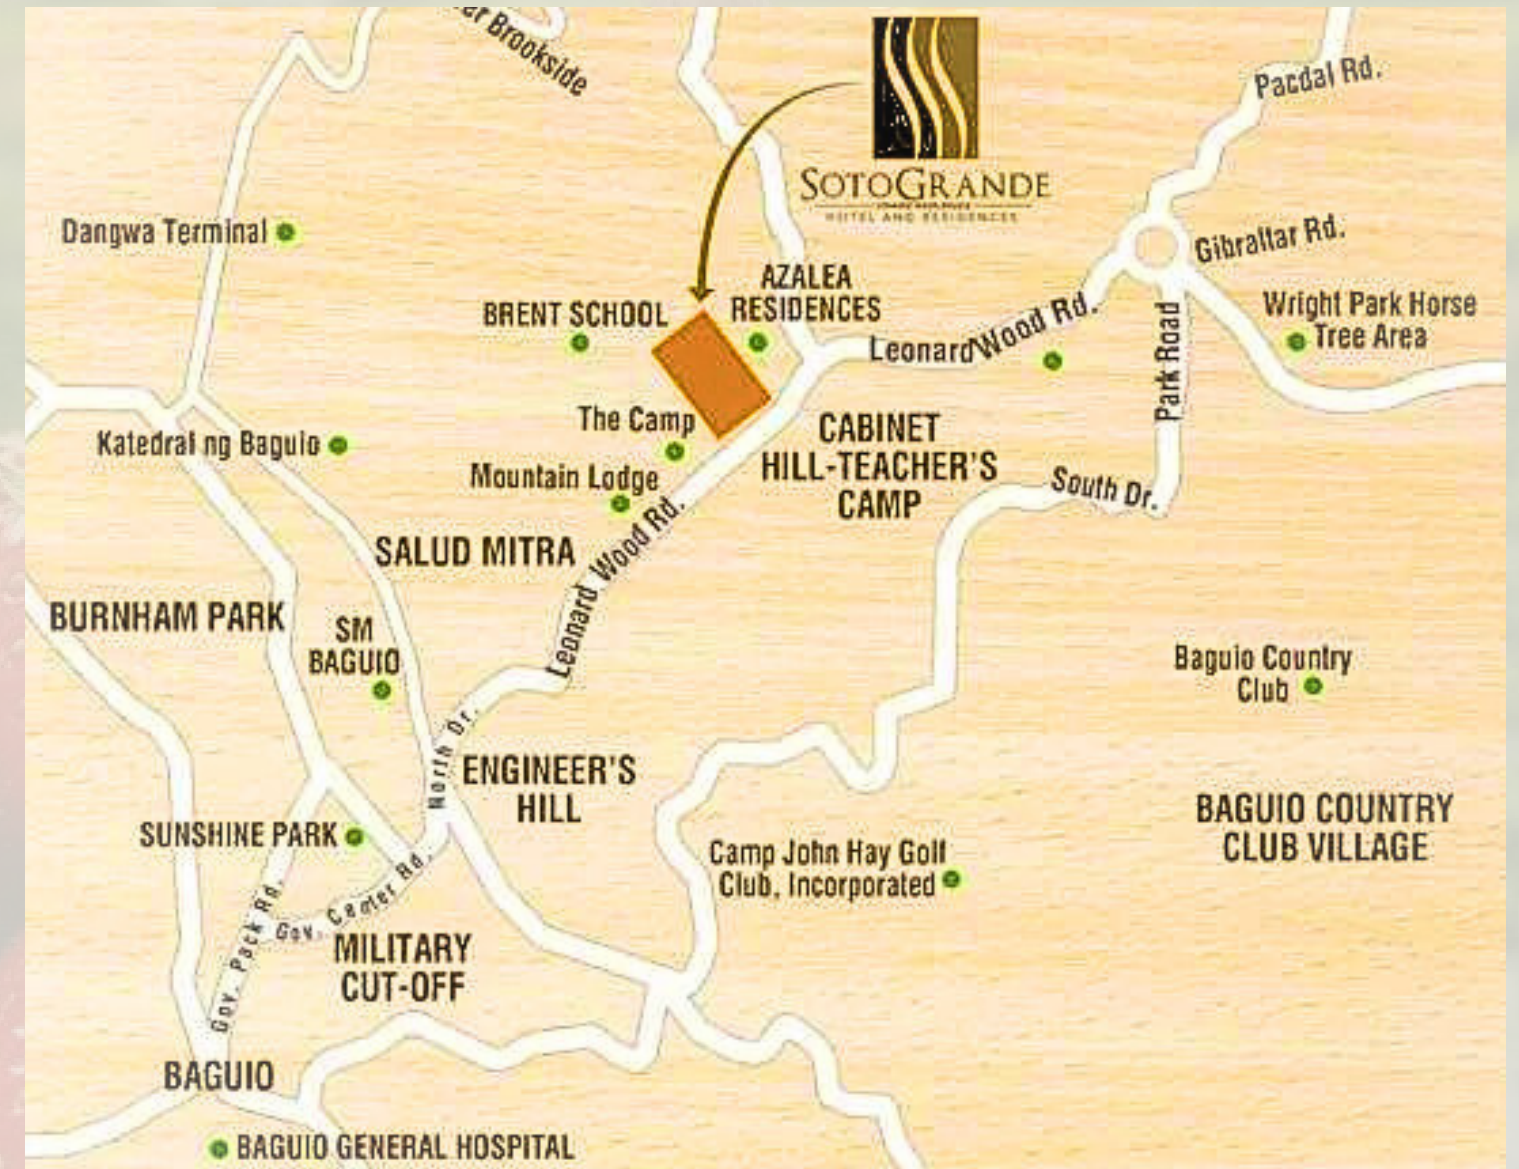 er Brookside
Pacdal Rd.
SOTOGRANDE
HOTEL AND RESIDENCES
Dangwa Terminal
Gibraltar Rd.
AZALEA
RESIDENCES
BRENT SCHOOL
Wright Park Horse
Tree Area
Leonard Wood Rd.
Park Road
The Camp
CABINET
HILL-TEACHER'S
CAMP
Katedral ng Baguio
Mountain Lodge
South Dr.
SALUD MITRA
Leonard Wood Rd.
BURNHAM PARK
SM
BAGUIO
Baguio Country
Club
North Dr.
ENGINEER'S
HILL
BAGUIO COUNTRY
CLUB VILLAGE
SUNSHINE PARK
Camp John Hay Golf
Club, Incorporated
Gov. Pack Rd.
Gov. Center Rd.
MILITARY
CUT-OFF
BAGUIO
BAGUIO GENERAL HOSPITAL